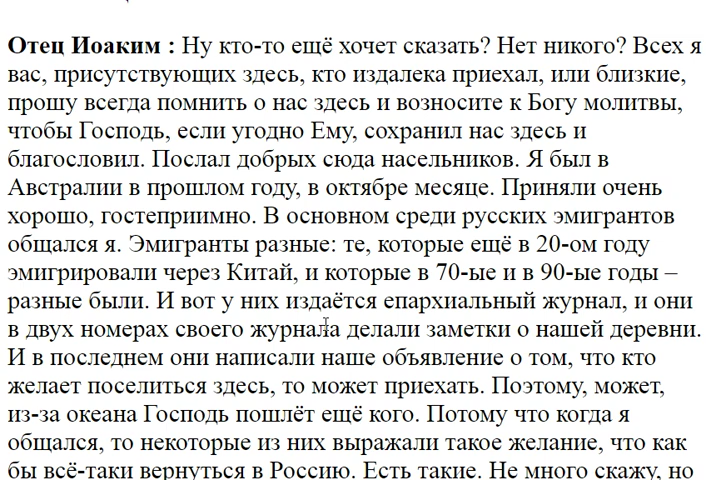 Отец Иоаким : Ну кто-то ещё хочет сказать? Нет никого? Всех я
вас, присутствующих здесь, кто издалека приехал, или близкие,
прошу всегда помнить о нас здесь и возносите к Богу молитвы,
чтобы Господь, если угодно Ему, сохранил нас здесь и
благословил. Послал добрых сюда насельников. Я был в
Австралии в прошлом году, в октябре месяце. Приняли очень
хорошо, гостеприимно. В основном среди русских эмигрантов
общался я. Эмигранты разные: те, которые ещё в 20-ом году
эмигрировали через Китай, и которые в 70-ые и в 90-ые годы –
разные были. И вот у них издаётся епархиальный журнал, и они
в двух номерах своего журнала делали заметки о нашей деревни.
И в последнем они написали наше объявление о том, что кто
желает поселиться здесь, то может приехать. Поэтому, может,
из-за океана Господь пошлёт ещё кого. Потому что когда я
общался, то некоторые из них выражали такое желание, что как
бы всё-таки вернуться в Россию. Есть такие. Не много скажу, но